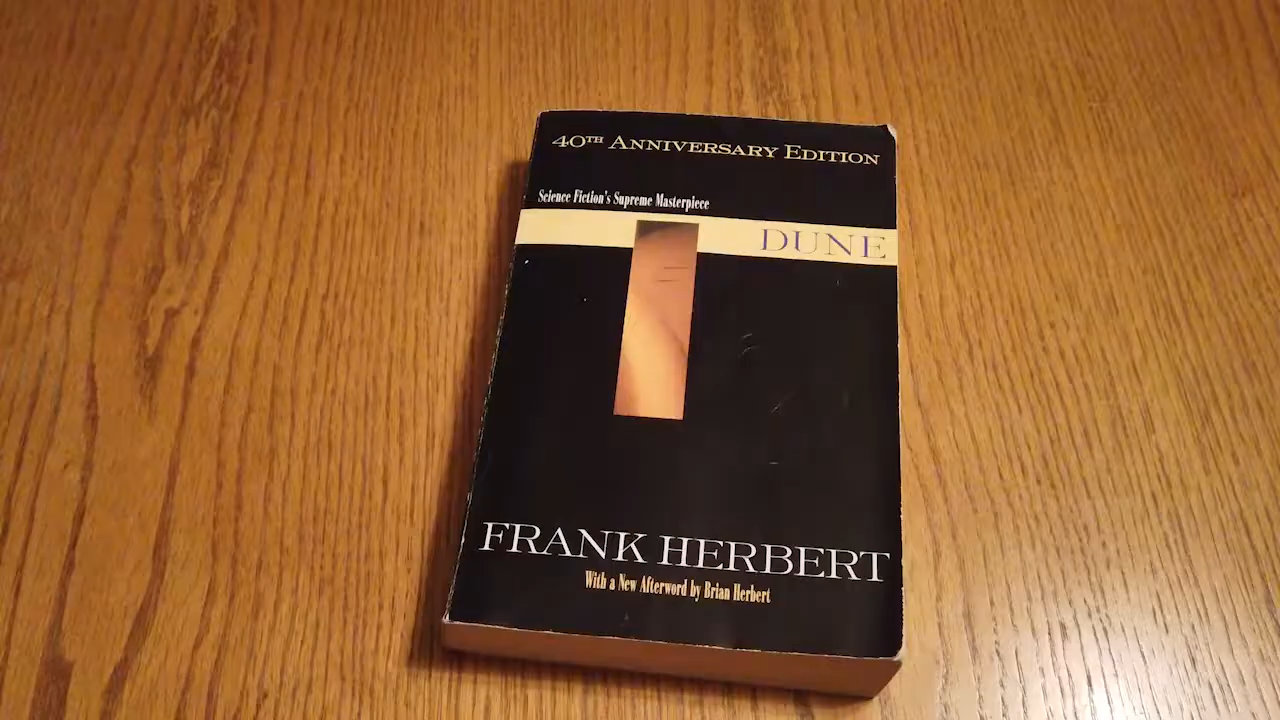 40TH ANNIVERSARY EDITION
Science Fiction's Supreme Masterpiece
DUNE
FRANK HERBERT
With a New Afterword by Brian Herbert